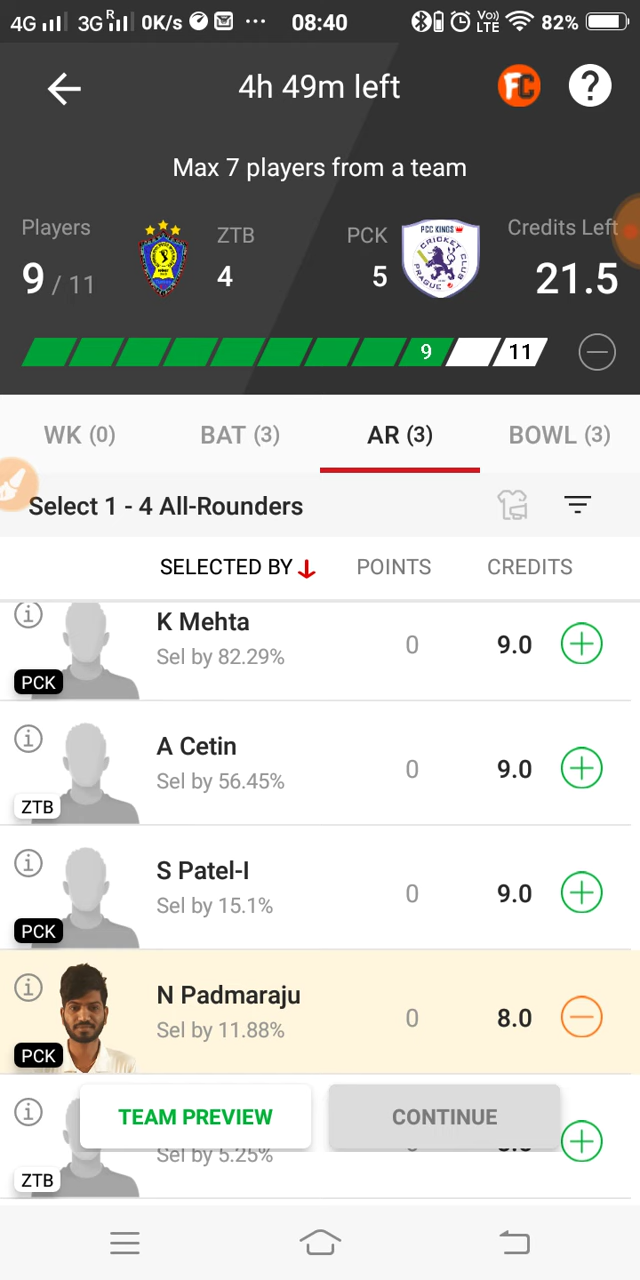 4G 3G R 0K/s ... 08:40 Vo) LTE 82%
4h 49m left FC ?
Max 7 players from a team
Players ZTB PCK Credits Left
9 / 11 4 5 21.5
PCC KINGS
CRICKET CLUB PRAGUE
9 11
WK (0) BAT (3) AR (3) BOWL (3)
Select 1 - 4 All-Rounders
SELECTED BY POINTS CREDITS
K Mehta
Sel by 82.29% 0 9.0
PCK
A Cetin
Sel by 56.45% 0 9.0
ZTB
S Patel-I
Sel by 15.1% 0 9.0
PCK
N Padmaraju
Sel by 11.88% 0 8.0
PCK
TEAM PREVIEW CONTINUE
Sel by 5.25%
ZTB